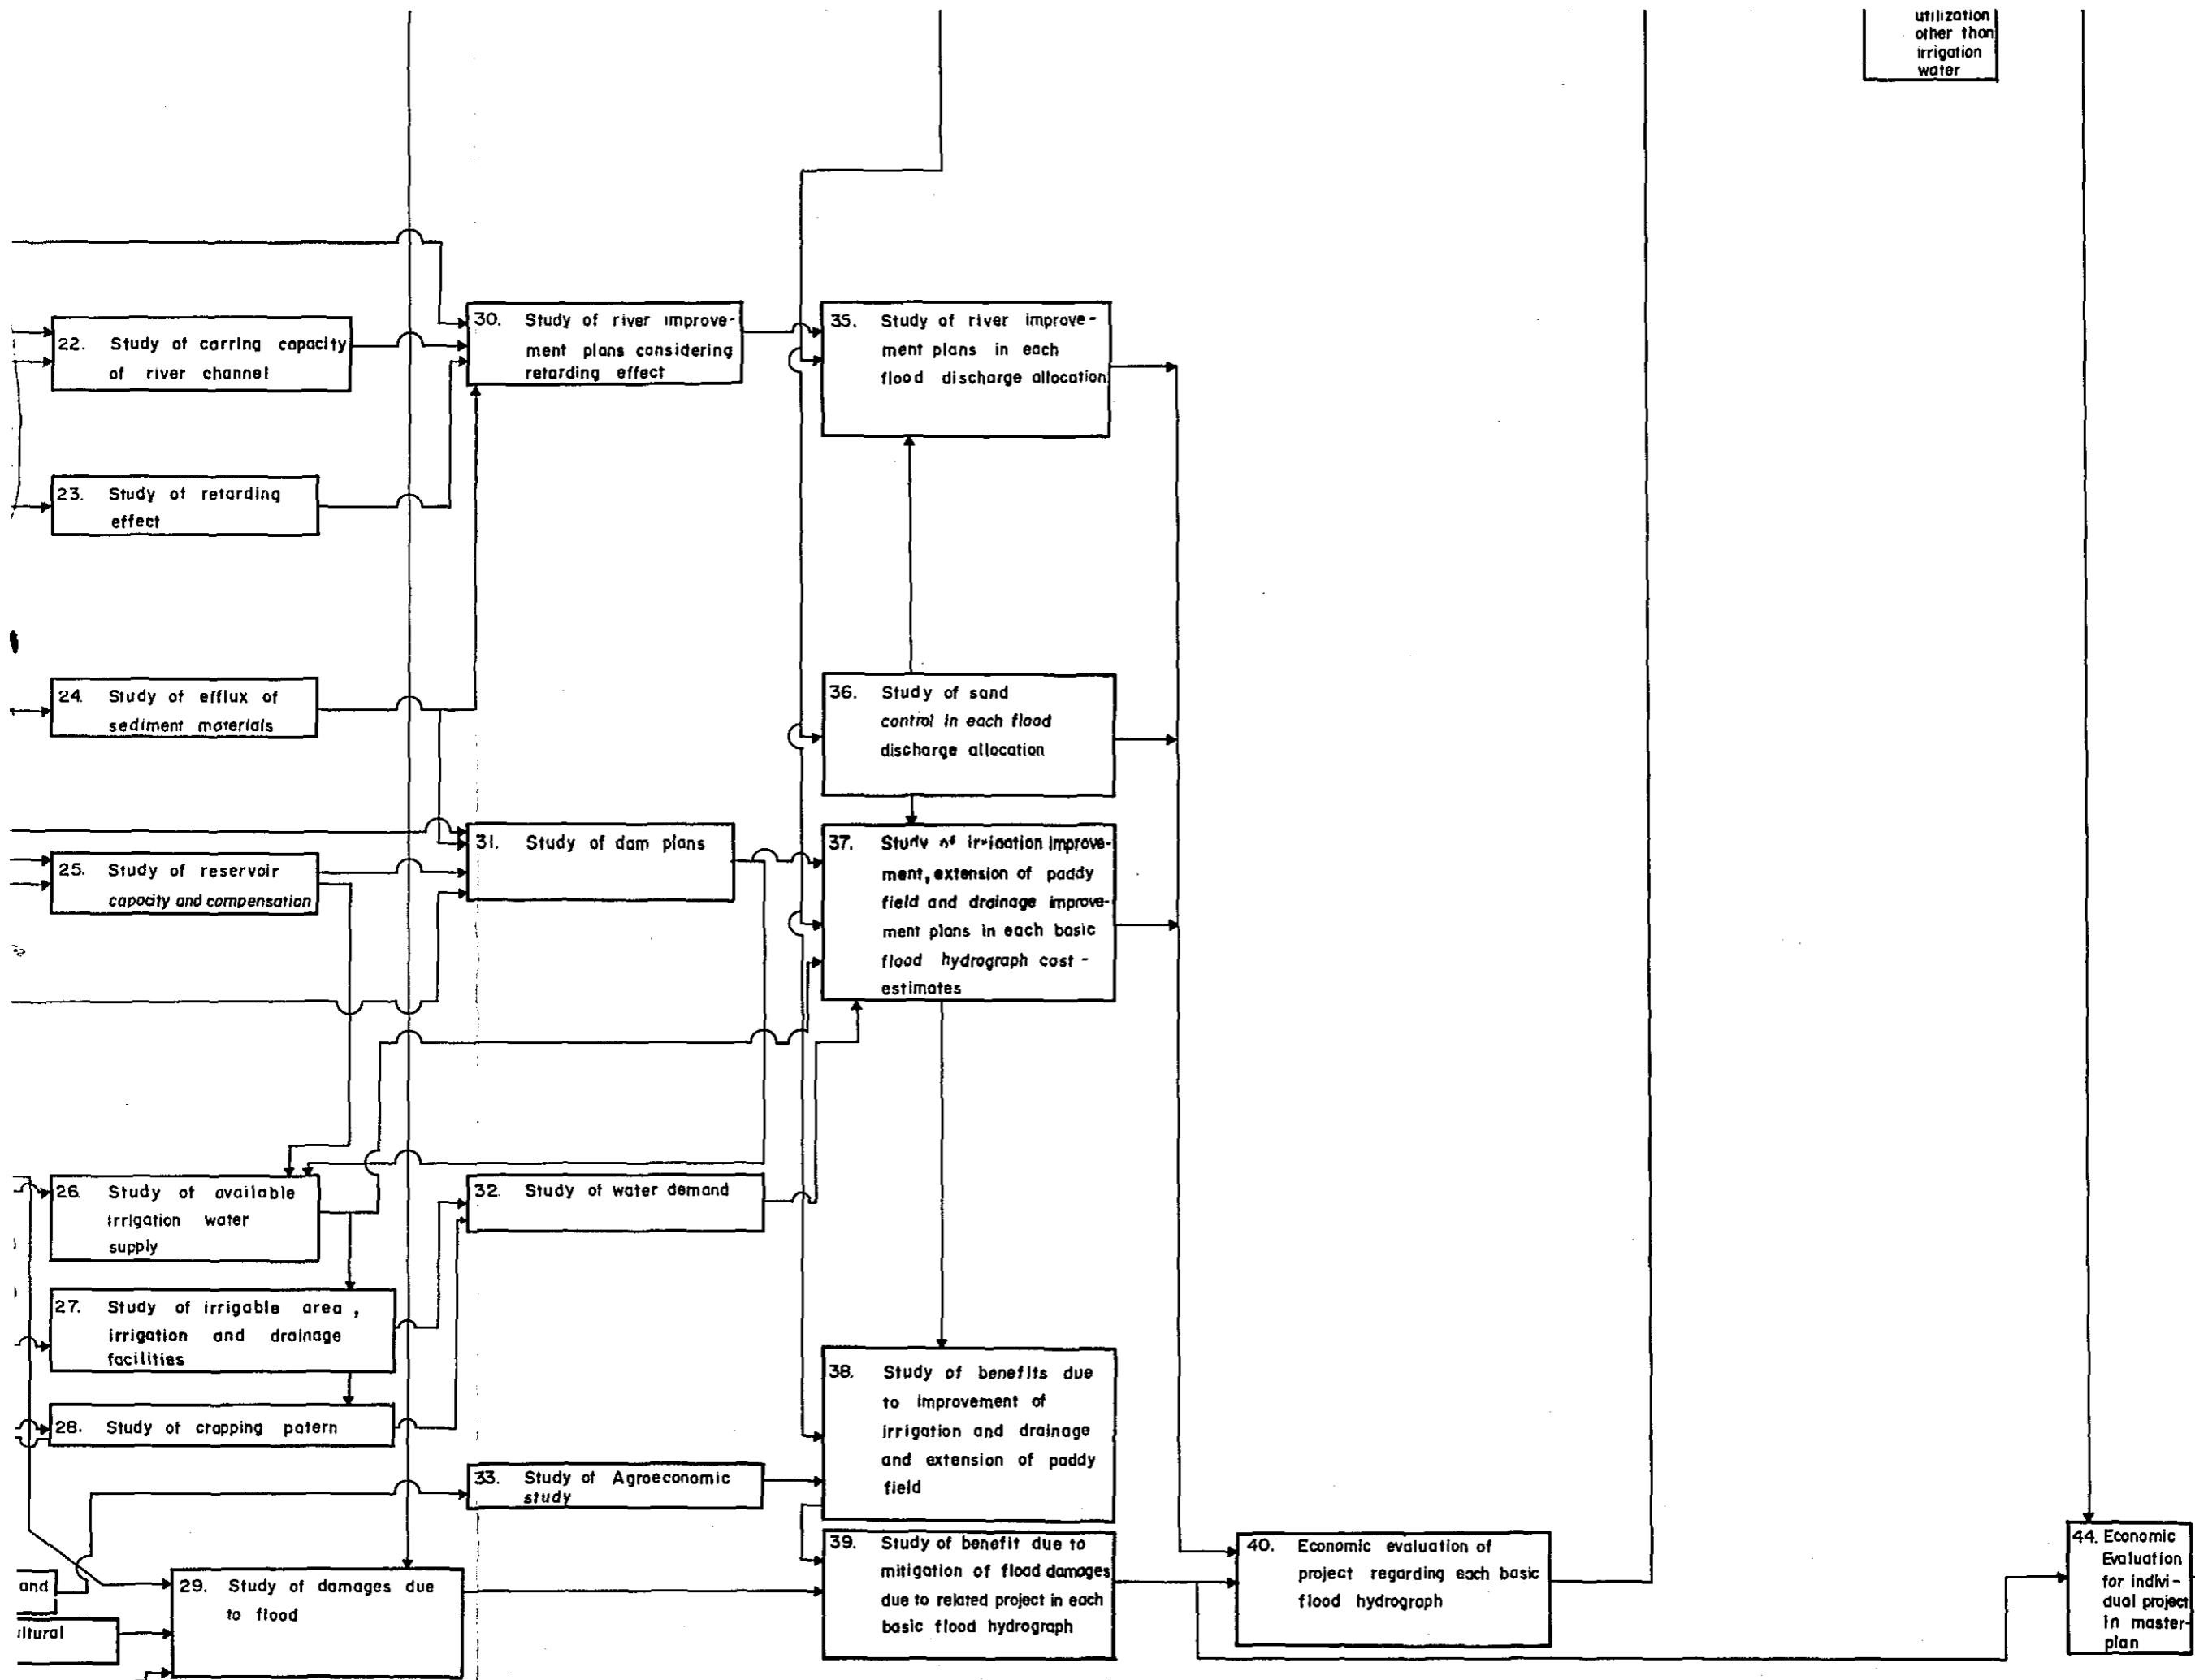 utilization
other than
irrigation
water
22. Study of carring capacity
of river channel
23. Study of retarding
effect
24. Study of efflux of
sediment materials
25. Study of reservoir
capacity and compensation
26. Study of available
irrigation water
supply
27. Study of irrigable area,
irrigation and drainage
facilities
28. Study of cropping patern
and
ultural
29. Study of damages due
to flood
30. Study of river improve-
ment plans considering
retarding effect
31. Study of dam plans
32. Study of water demand
33. Study of Agroeconomic
study
35. Study of river improve-
ment plans in each
flood discharge allocation
36. Study of sand
control in each flood
discharge allocation
37. Study of irrigation improve-
ment, extension of paddy
field and drainage improve-
ment plans in each basic
flood hydrograph cost-
estimates
38. Study of benefits due
to improvement of
irrigation and drainage
and extension of paddy
field
39. Study of benefit due to
mitigation of flood damages
due to related project in each
basic flood hydrograph
40. Economic evaluation of
project regarding each basic
flood hydrograph
44. Economic
Evaluation
for indivi-
dual project
in master-
plan